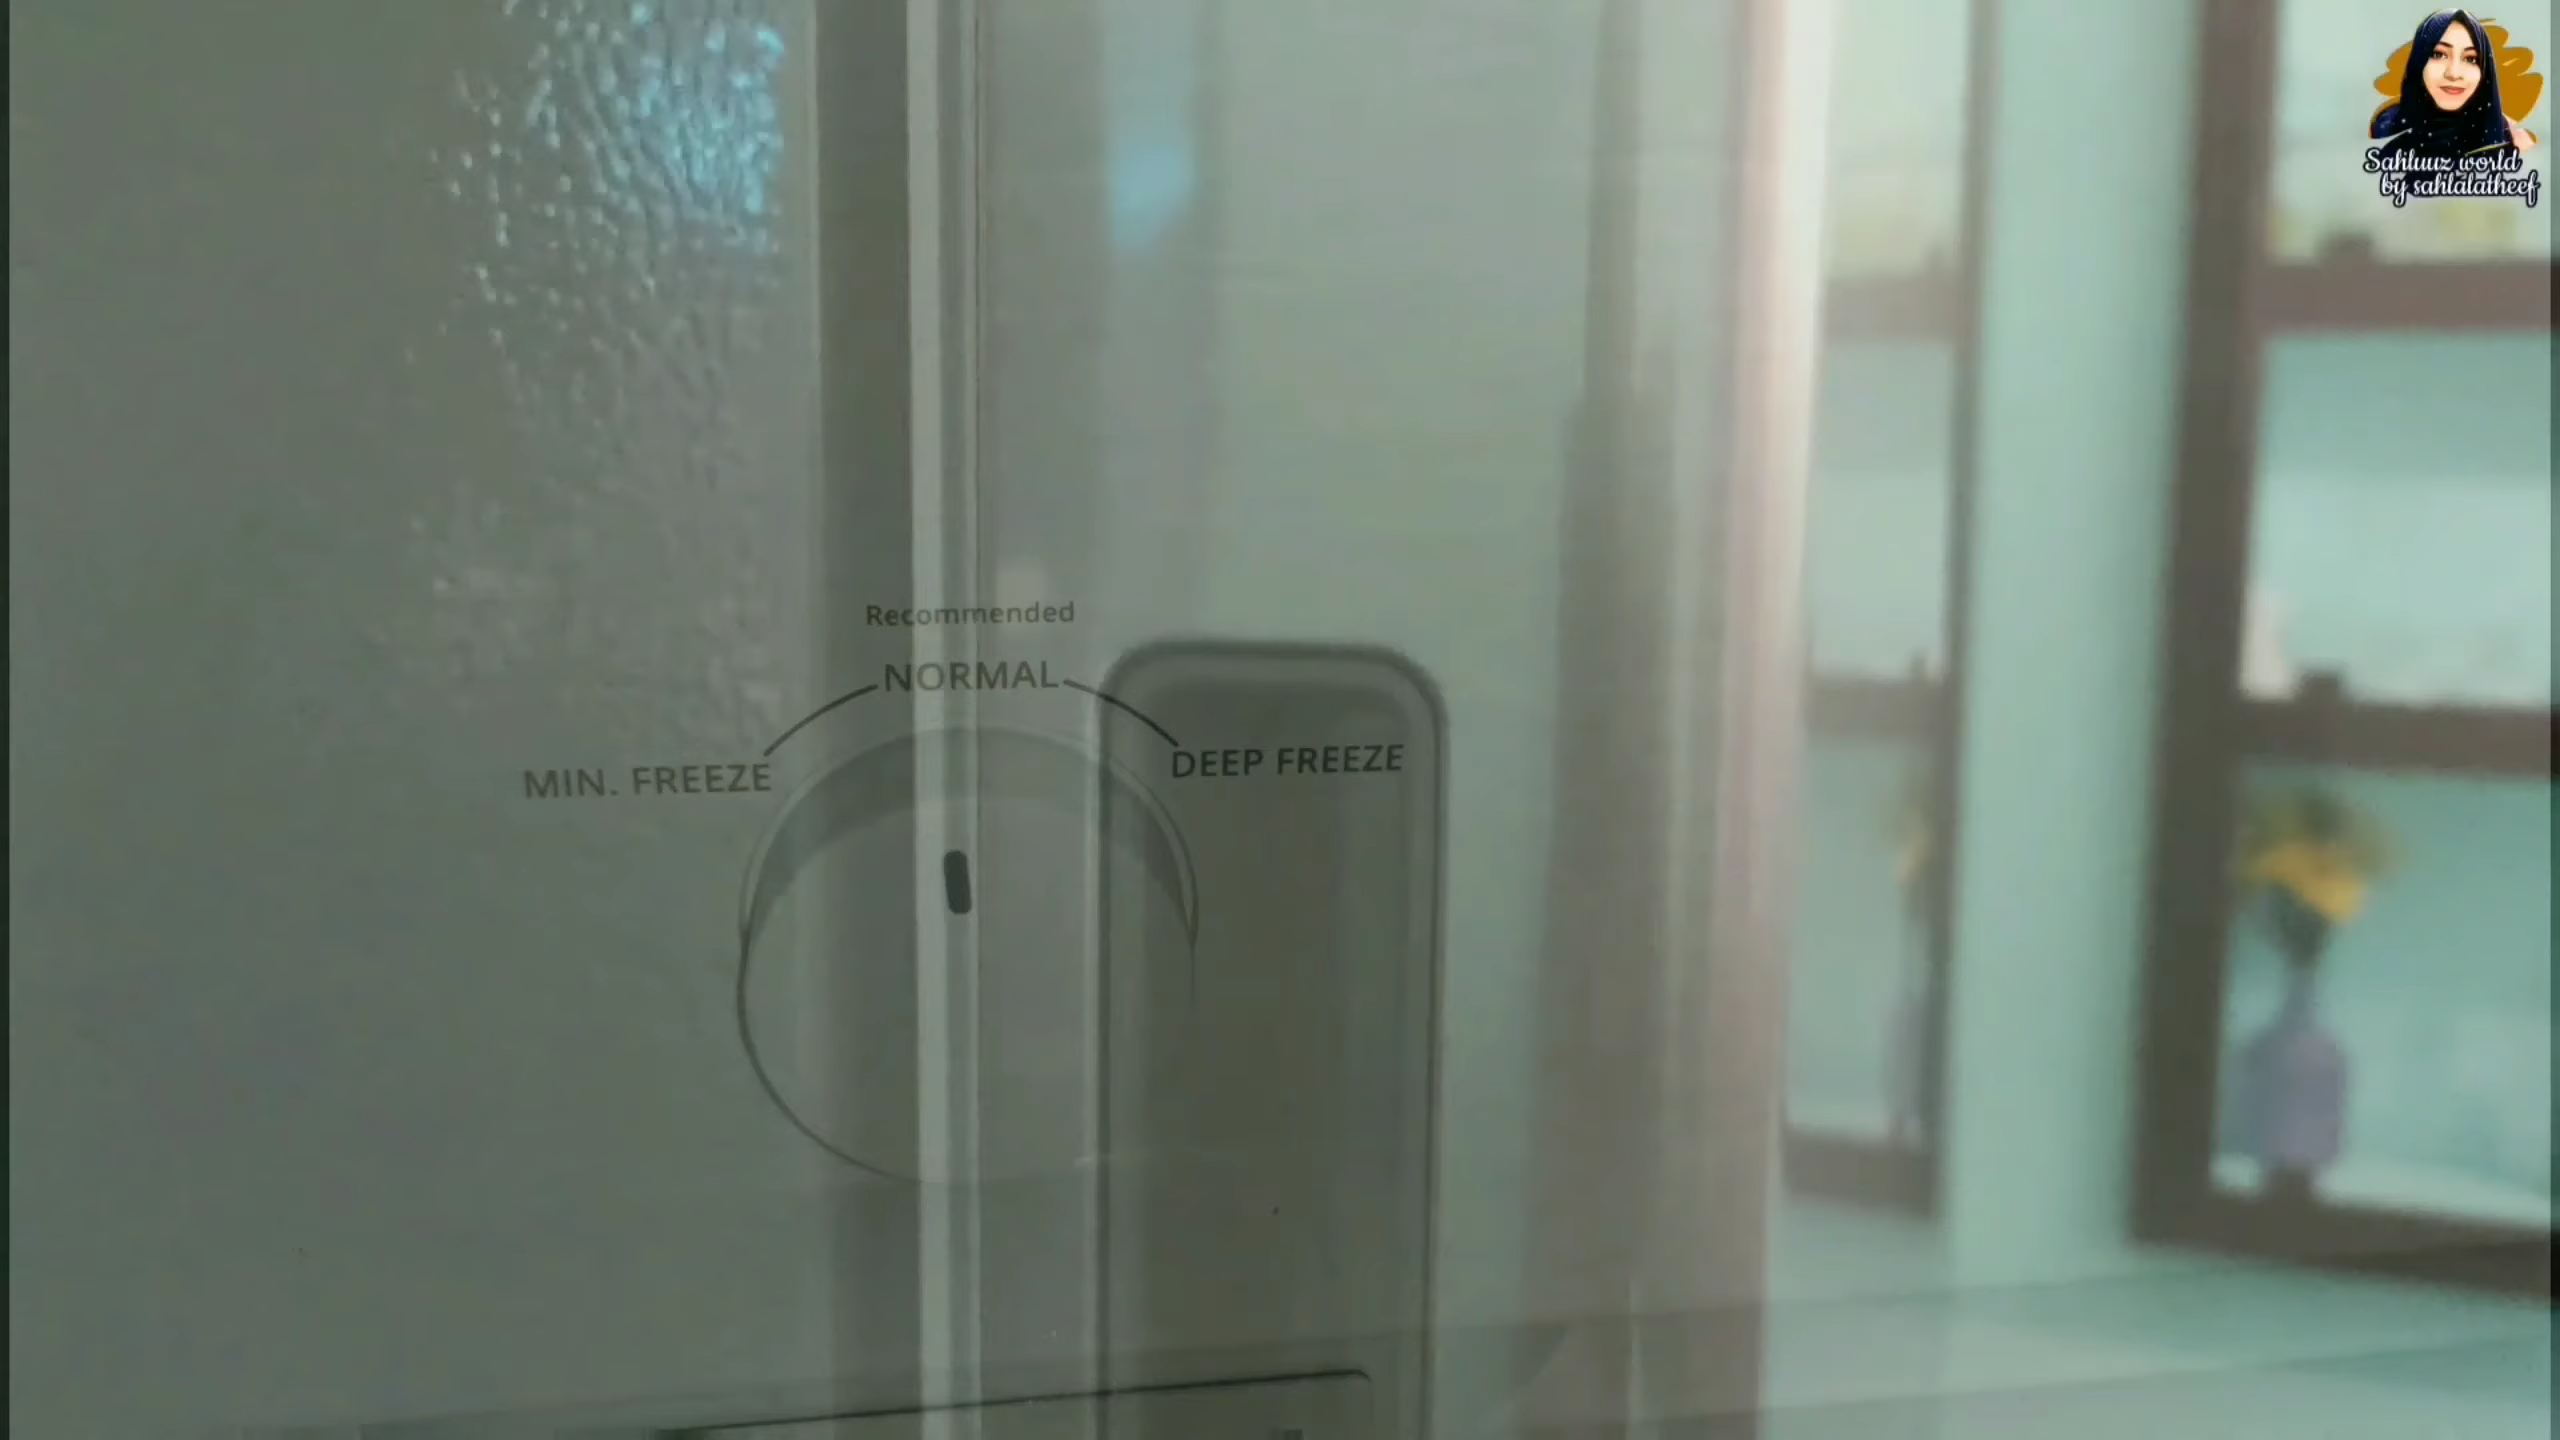 Sahluuz world
by sahlalatheef
Recommended
NORMAL
MIN. FREEZE
DEEP FREEZE